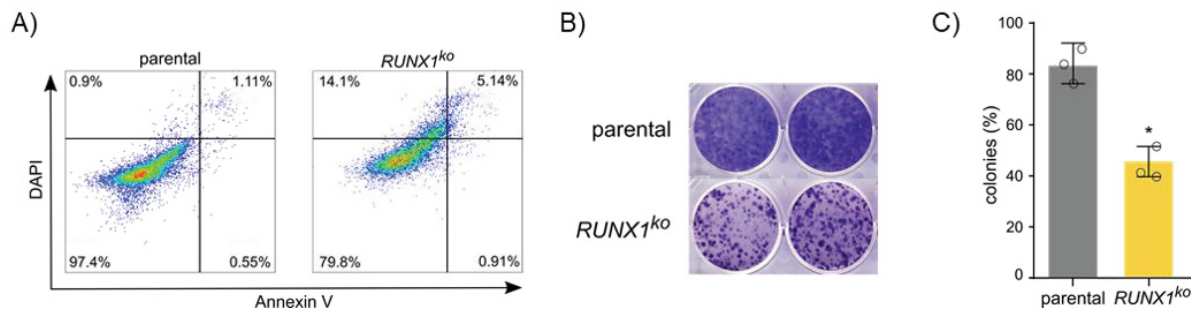 A)
parental
RUNX1ko
0.9%
1.11%
14.1%
5.14%
97.4%
0.55%
79.8%
0.91%
DAPI
Annexin V
B)
parental
RUNX1ko
C)
100
80
60
40
20
0
colonies (%)
*
parental
RUNX1ko